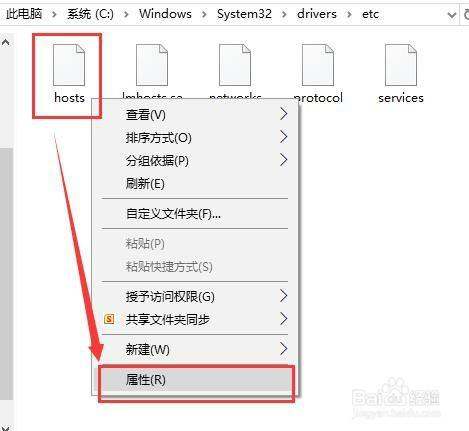 此电脑 > 系统 (C:) > Windows > System32 > drivers > etc
hosts
lmhosts.sa
networks
protocol
services
查看(V)
排序方式(O)
分组依据(P)
刷新(E)
自定义文件夹(F)...
粘贴(P)
粘贴快捷方式(S)
授予访问权限(G)
共享文件夹同步
新建(W)
属性(R)
Baidu 经验
jingyan.baidu.com